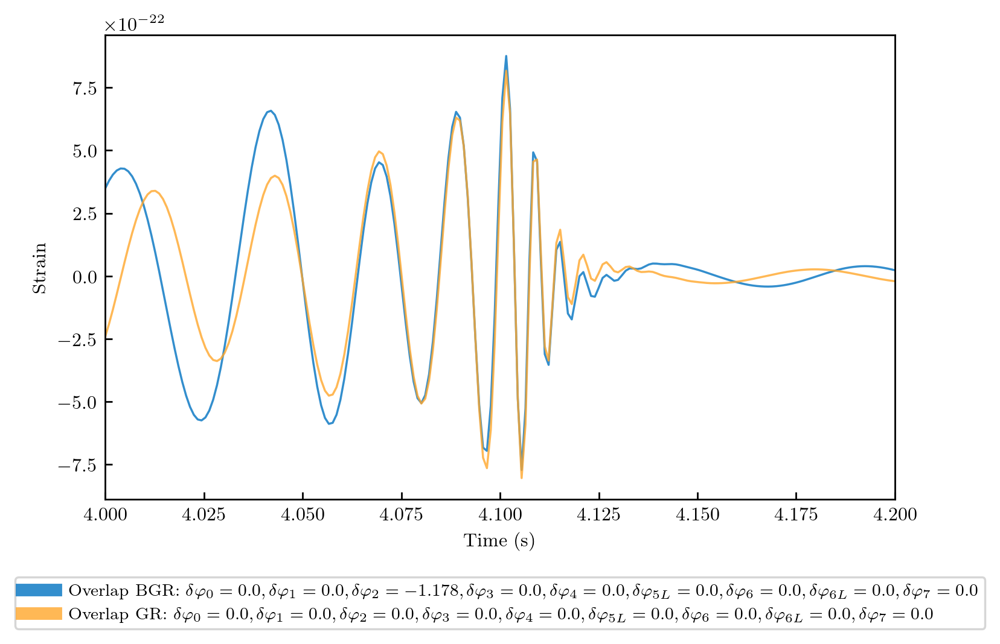 ×10⁻²²
7.5
5.0
2.5
0.0
−2.5
−5.0
−7.5
Strain
4.000 4.025 4.050 4.075 4.100 4.125 4.150 4.175 4.200
Time (s)
Overlap BGR: δφ₀ = 0.0, δφ₁ = 0.0, δφ₂ = −1.178, δφ₃ = 0.0, δφ₄ = 0.0, δφ₅L = 0.0, δφ₆ = 0.0, δφ₆L = 0.0, δφ₇ = 0.0
Overlap GR: δφ₀ = 0.0, δφ₁ = 0.0, δφ₂ = 0.0, δφ₃ = 0.0, δφ₄ = 0.0, δφ₅L = 0.0, δφ₆ = 0.0, δφ₆L = 0.0, δφ₇ = 0.0